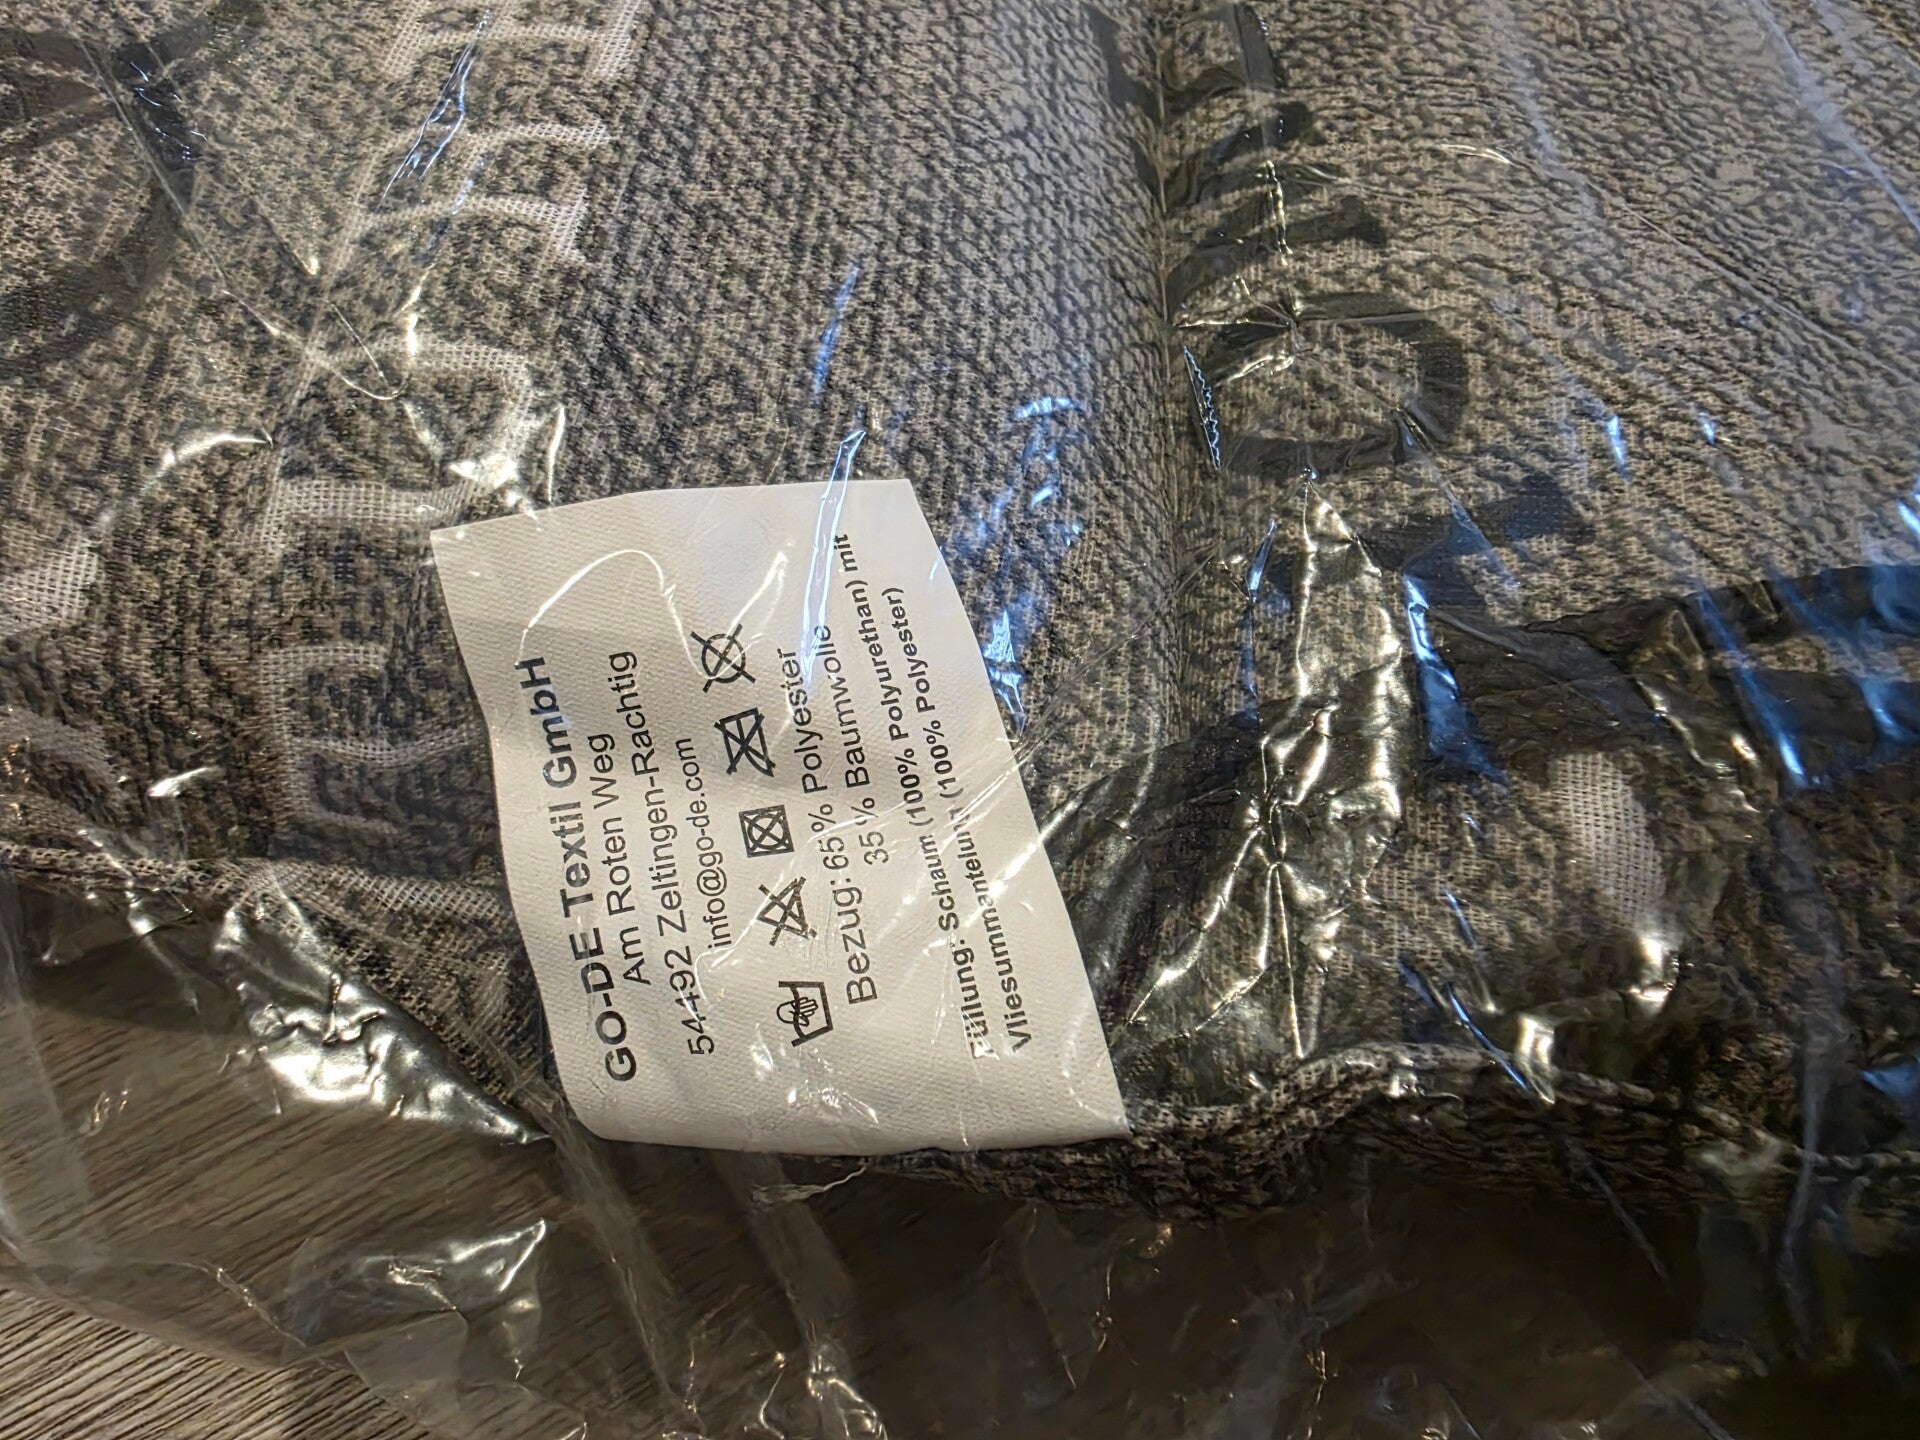 GO-DE Textil GmbH
Am Roten Weg
54492 Zeltingen-Rachtig
info@go-de.com
Bezug: 65% Polyester
35 % Baumwolle
Füllung: Schaum (100% Polyurethan) mit
Vliesummantelung (100% Polyester)